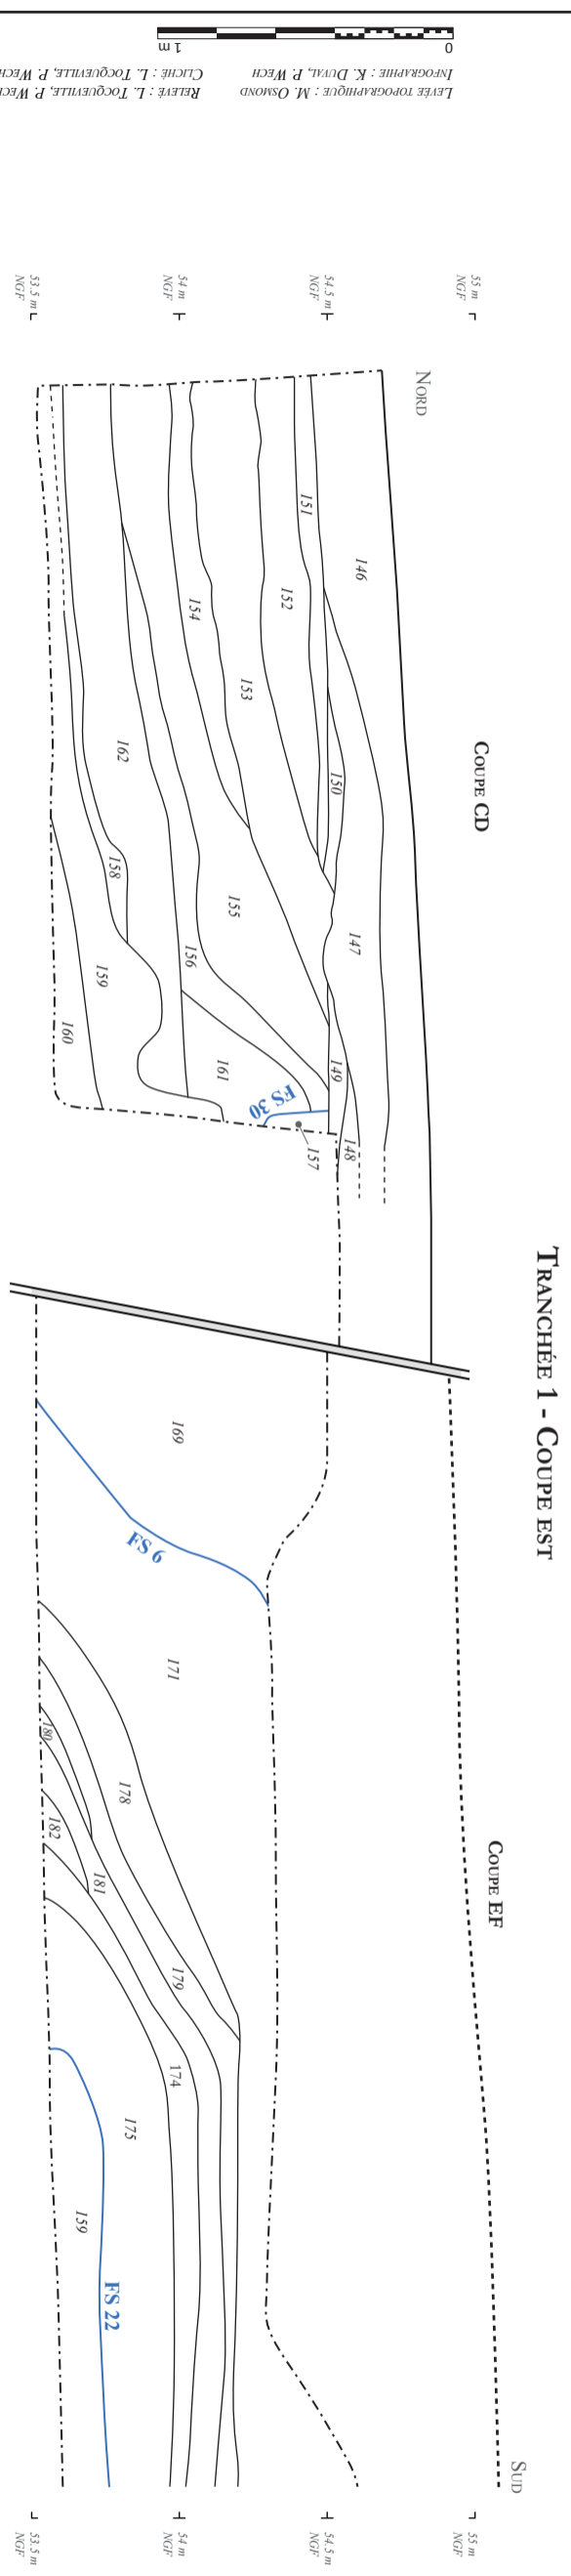 TRANCHÉE 1 - COUPE EST
COUPE CD
COUPE EF
NORD
SUD
55 m
NGF
54.5 m
NGF
54 m
NGF
53.5 m
NGF
146
151
152
154
153
150
162
147
158
155
156
159
160
161
149
FS 30
148
157
169
FS 6
171
180
178
182
181
179
174
175
159
FS 22
55 m
NGF
54.5 m
NGF
54 m
NGF
53.5 m
NGF
0
1 m
LEVÉE TOPOGRAPHIQUE : M. OSMOND
RELEVÉ : L. TOCQUEVILLE, P. WECH
INFOGRAPHIE : K. DUVAL, P. WECH
CLICHÉ : L. TOCQUEVILLE, P. WECH